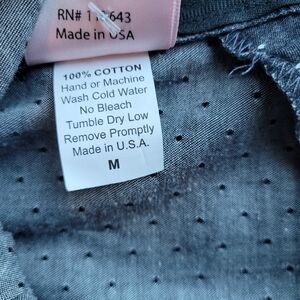 RN# 643
Made in USA
100% COTTON
Hand or Machine
Wash Cold Water
No Bleach
Tumble Dry Low
Remove Promptly
Made in U.S.A.
M